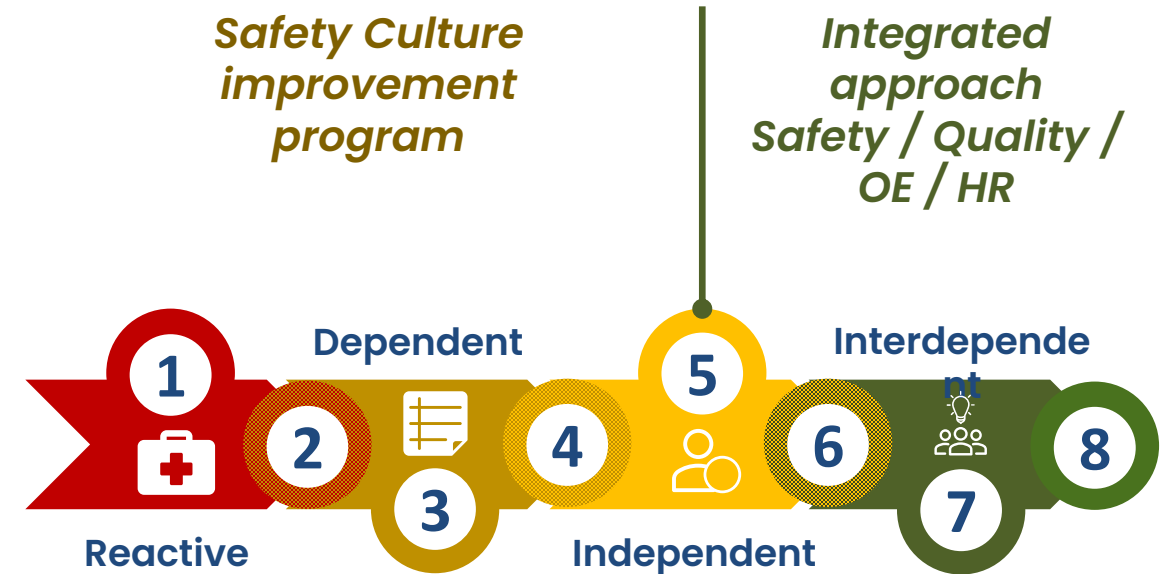 Safety Culture
improvement
program
Integrated
approach
Safety / Quality /
OE / HR
Dependent
Interdepende
nt
1
2
3
4
5
6
7
8
Reactive
Independent